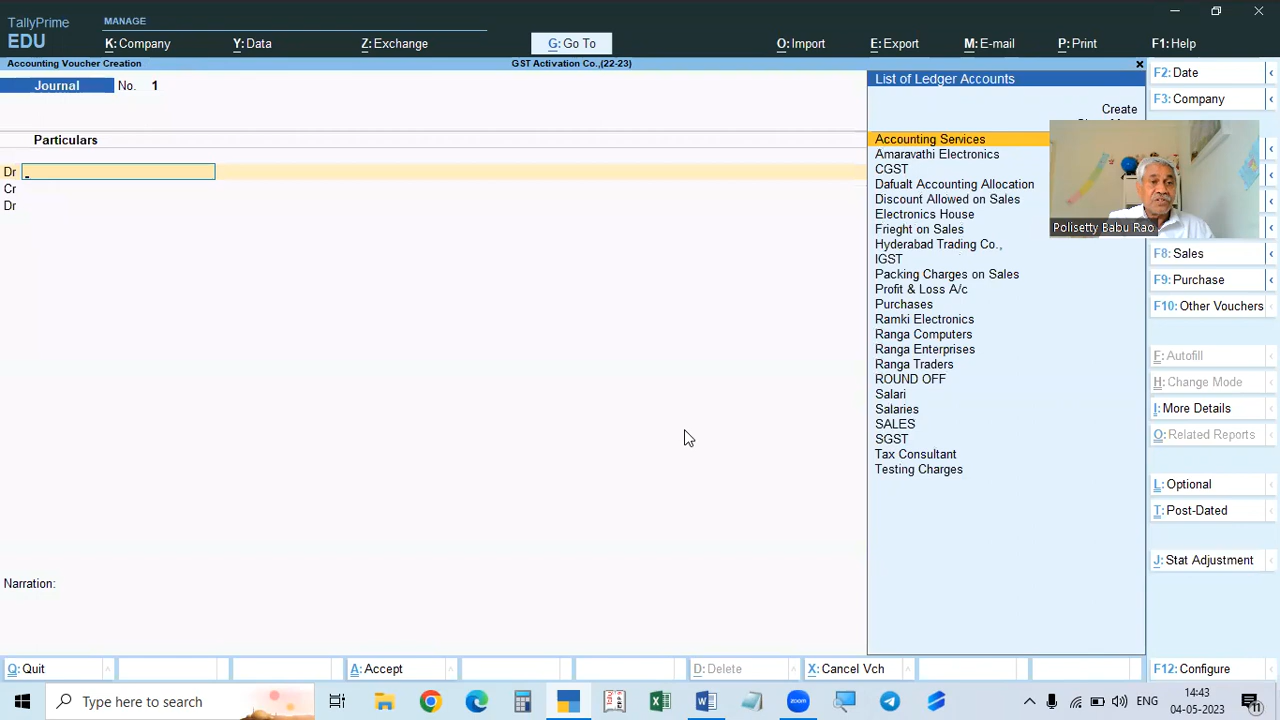 TallyPrime
EDU
MANAGE
K: Company
Y: Data
Z: Exchange
G: Go To
O: Import
E: Export
M: E-mail
P: Print
F1: Help
Accounting Voucher Creation
GST Activation Co.,(22-23)
Journal
No. 1
Particulars
Dr
Cr
Dr
Narration:
List of Ledger Accounts
Create
Accounting Services
Amaravathi Electronics
CGST
Dafualt Accounting Allocation
Discount Allowed on Sales
Electronics House
Frieght on Sales
Hyderabad Trading Co.,
IGST
Packing Charges on Sales
Profit & Loss A/c
Purchases
Ramki Electronics
Ranga Computers
Ranga Enterprises
Ranga Traders
ROUND OFF
Salari
Salaries
SALES
SGST
Tax Consultant
Testing Charges
Polisetty Babu Rao
F2: Date
F3: Company
F8: Sales
F9: Purchase
F10: Other Vouchers
F: Autofill
H: Change Mode
I: More Details
O: Related Reports
L: Optional
T: Post-Dated
J: Stat Adjustment
Q: Quit
A: Accept
D: Delete
X: Cancel Vch
F12: Configure
Type here to search
ENG
14:43
04-05-2023